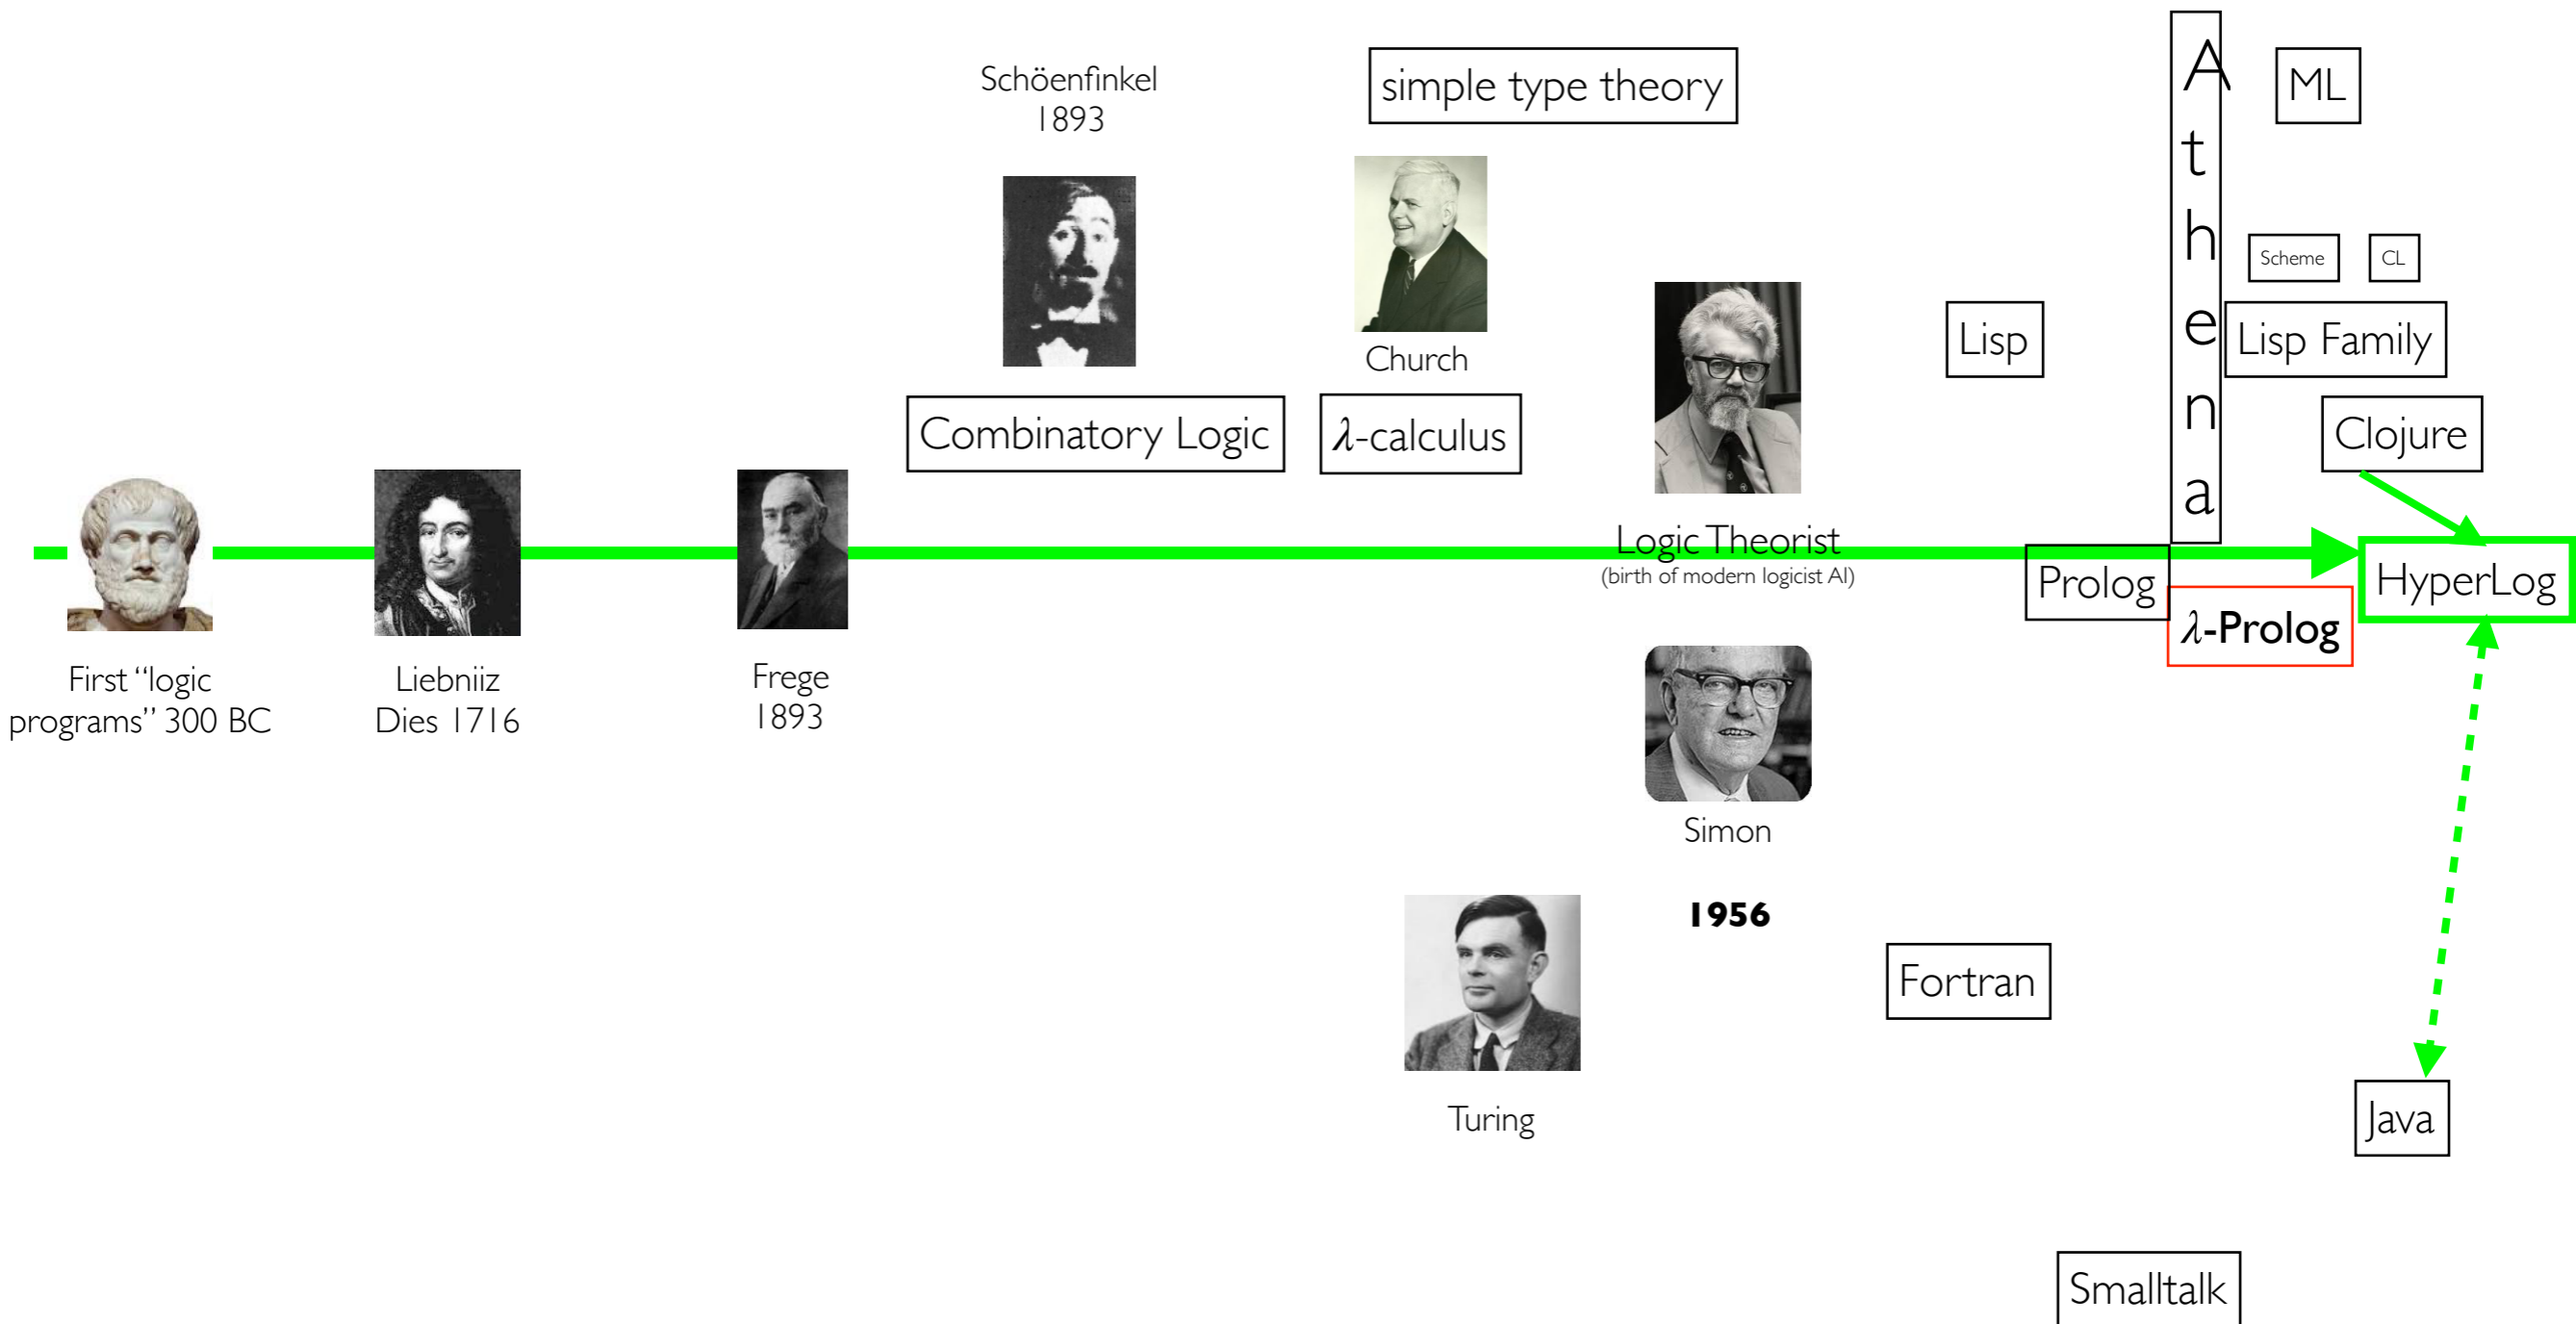 Schöenfinkel
1893
simple type theory
Athena
ML
Scheme
CL
Church
Lisp
Lisp Family
Combinatory Logic
λ-calculus
Clojure
Logic Theorist
(birth of modern logicist AI)
Prolog
HyperLog
λ-Prolog
First “logic
programs” 300 BC
Liebniiz
Dies 1716
Frege
1893
Simon
1956
Fortran
Turing
Java
Smalltalk